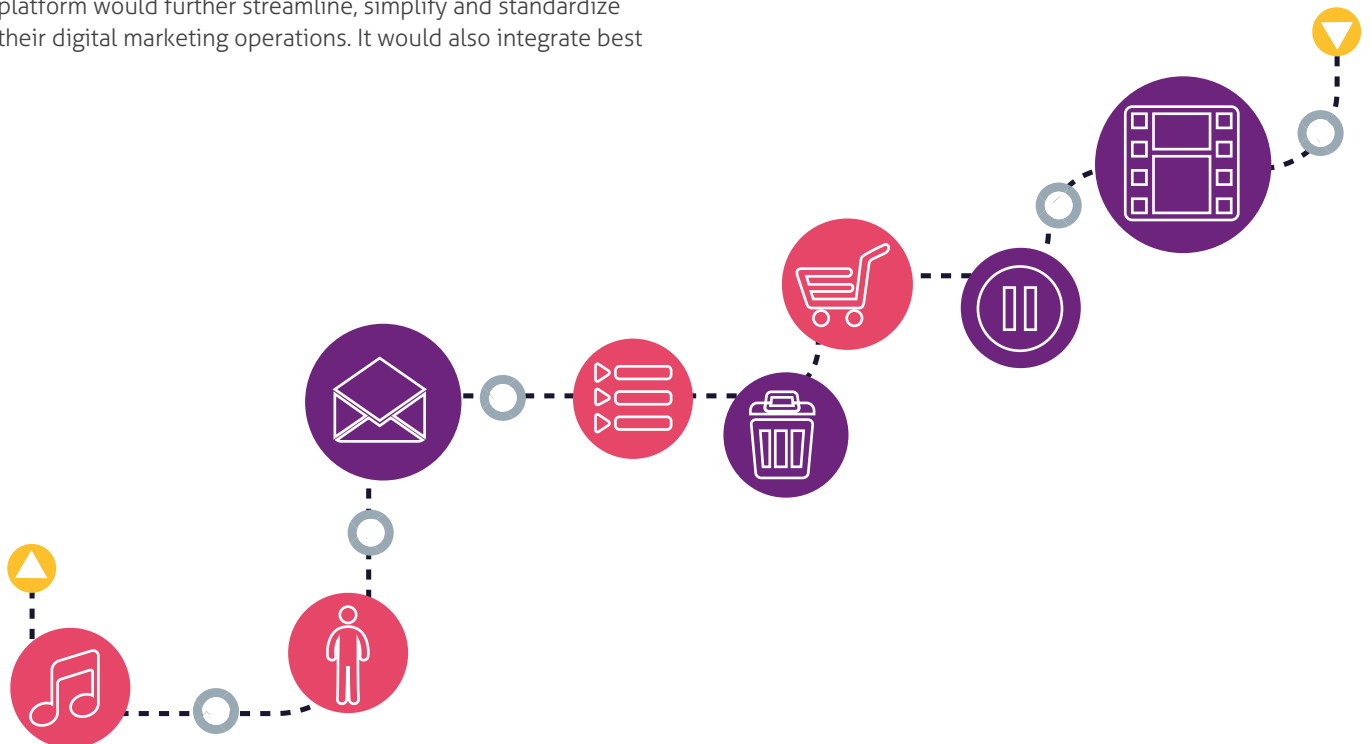 platform would further streamline, simplify and standardize
their digital marketing operations. It would also integrate best